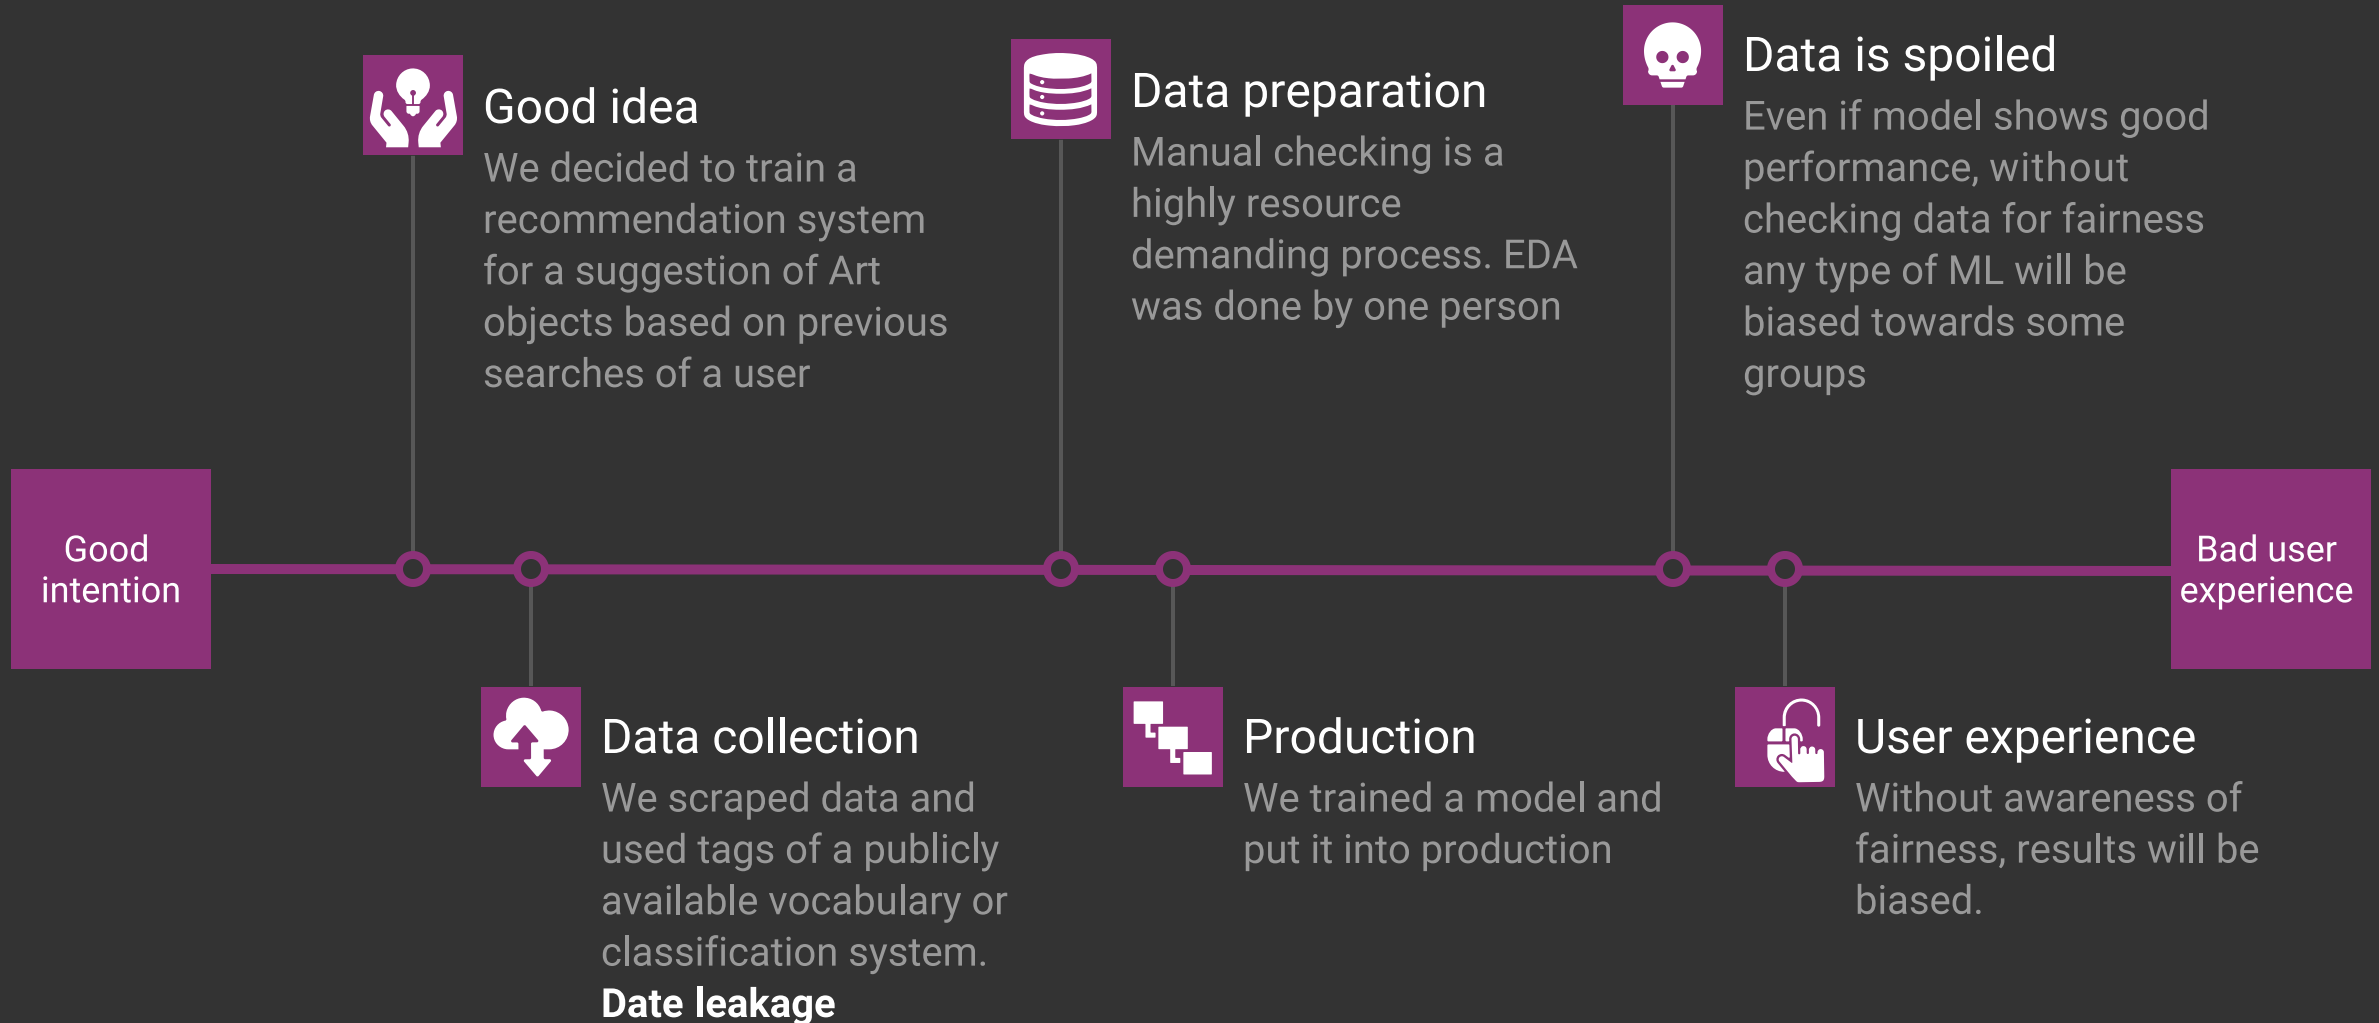 Good
intention
Good idea
We decided to train a
recommendation system
for a suggestion of Art
objects based on previous
searches of a user
Data collection
We scraped data and
used tags of a publicly
available vocabulary or
classification system.
Date leakage
Data preparation
Manual checking is a
highly resource
demanding process. EDA
was done by one person
Production
We trained a model and
put it into production
Data is spoiled
Even if model shows good
performance, without
checking data for fairness
any type of ML will be
biased towards some
groups
User experience
Without awareness of
fairness, results will be
biased.
Bad user
experience